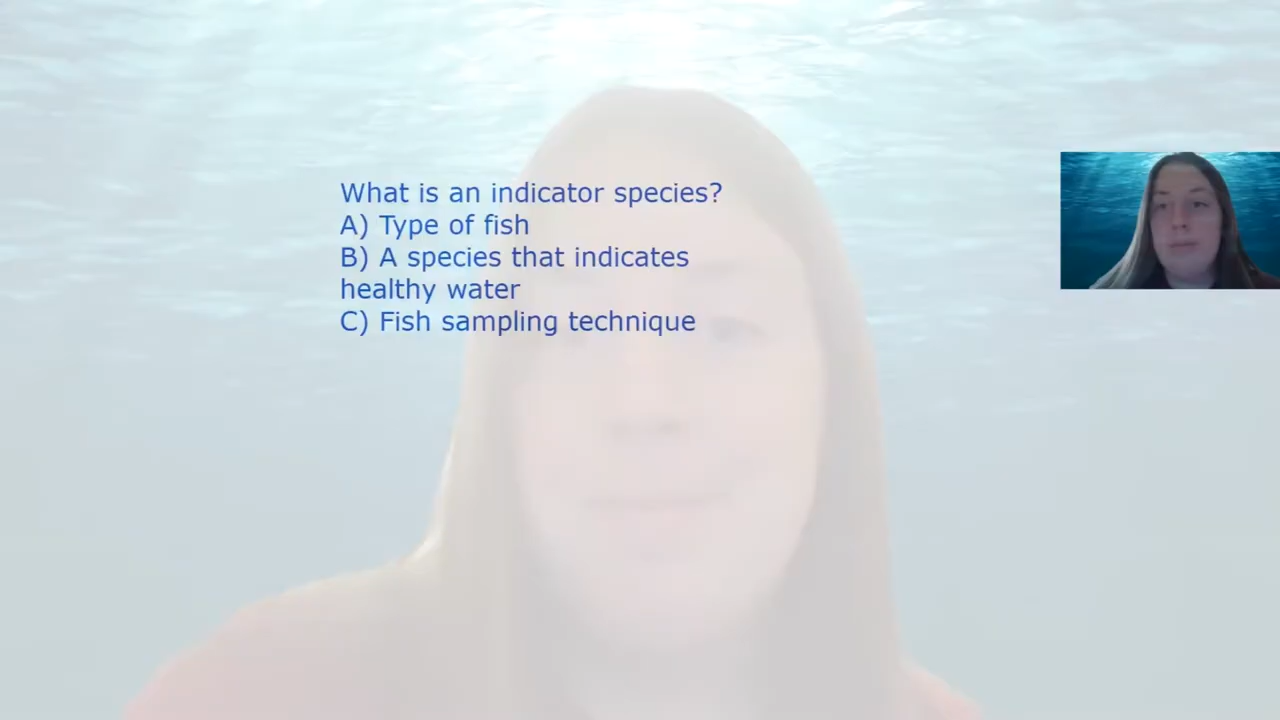 What is an indicator species?
A) Type of fish
B) A species that indicates
healthy water
C) Fish sampling technique